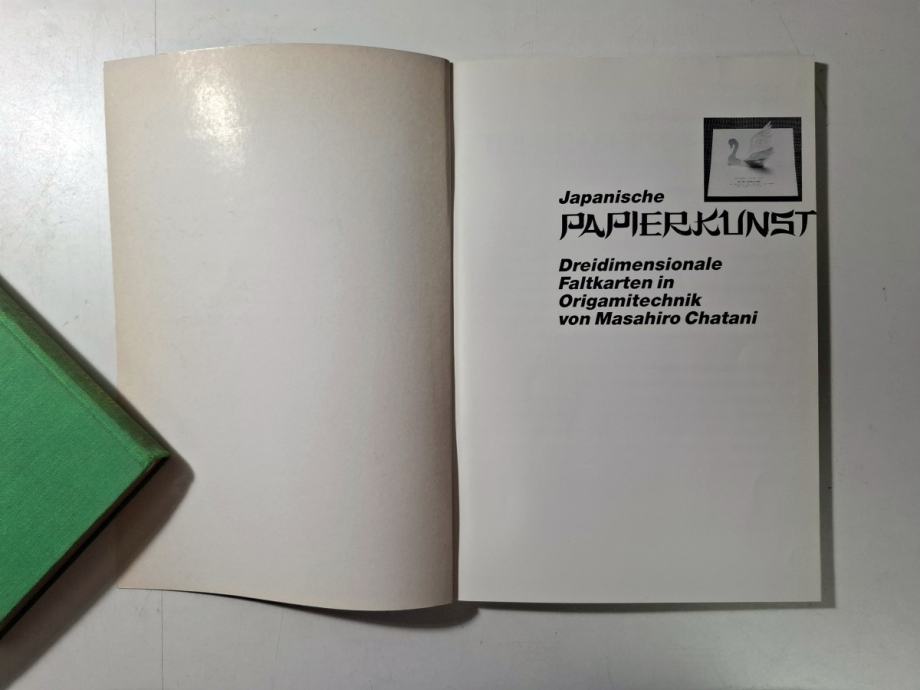 Japanische
PAPIERKUNST
Dreidimensionale
Faltkarten in
Origamitechnik
von Masahiro Chatani